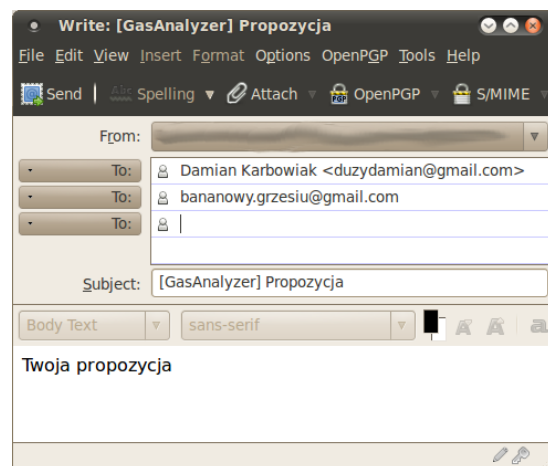 Write: [GasAnalyzer] Propozycja
File Edit View Insert Format Options OpenPGP Tools Help
Send Abc Spelling Attach PGP OpenPGP S/MIME
From:
To: Damian Karbowiak <duzydamian@gmail.com>
To: bananowy.grzesiu@gmail.com
To:
Subject: [GasAnalyzer] Propozycja
Body Text sans-serif A A a
Twoja propozycja